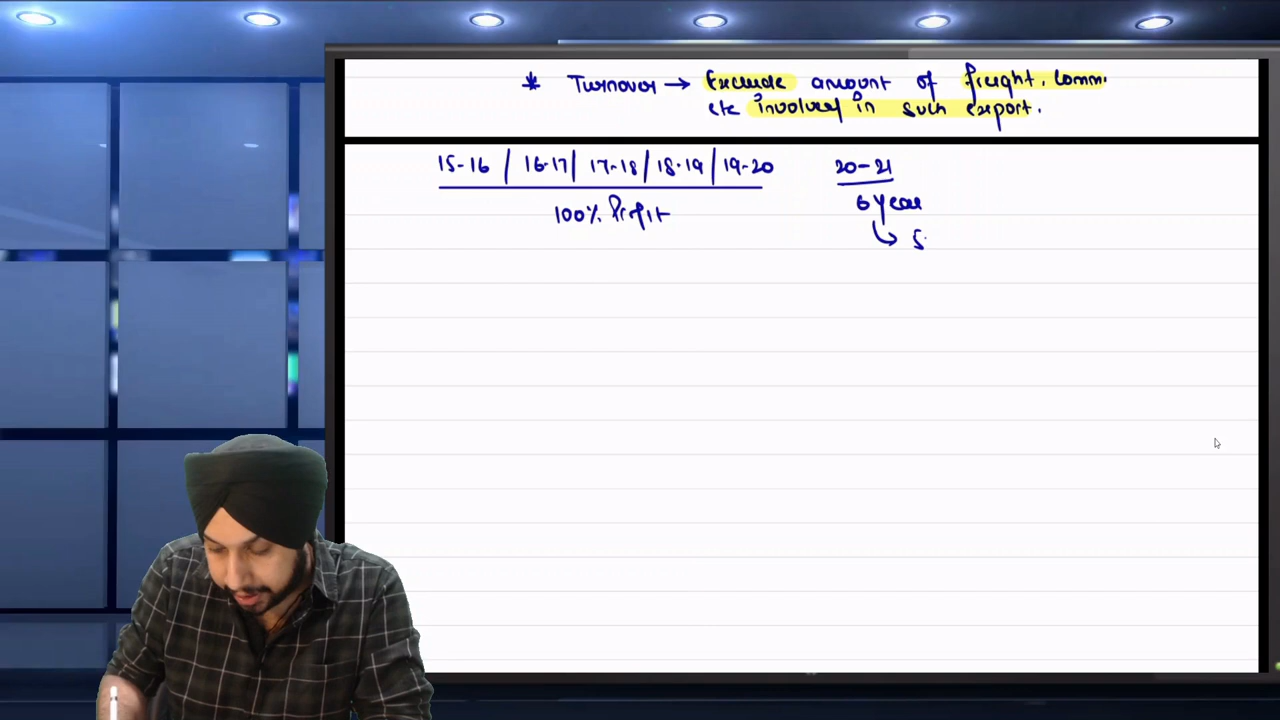 * Turnover → Exclude amount of freight, Comm.
etc involved in such export.
15-16 | 16-17 | 17-18 | 18-19 | 19-20 20-21
100% Profit 6 year
↳ 5